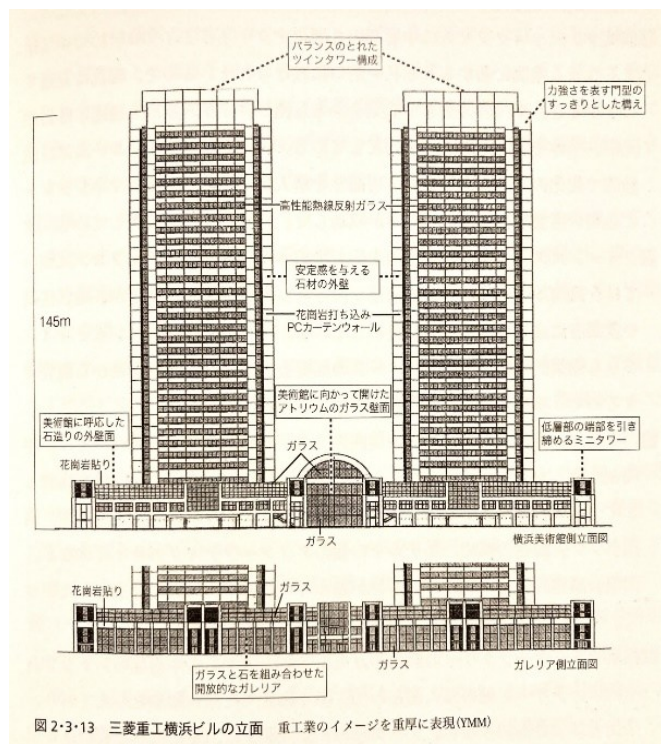 バランスのとれた
ツインタワー構成
力強さを表す門型の
すっきりとした構え
高性能熱線反射ガラス
安定感を与える
石材の外壁
花崗岩打ち込み
PCカーテンウォール
145m
美術館に向かって開けた
アトリウムのガラス壁面
美術館に呼応した
石造りの外壁面
低層部の端部を引き
締めるミニタワー
ガラス
花崗岩貼り
ガラス
横浜美術館側立面図
花崗岩貼り
ガラス
ガラスと石を組み合わせた
開放的なガレリア
ガラス
ガレリア側立面図
図2・3・13 三菱重工横浜ビルの立面 重工業のイメージを重厚に表現(YMM)